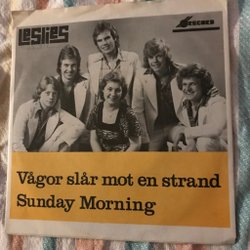 Leslies
Vågor slår mot en strand
Sunday Morning